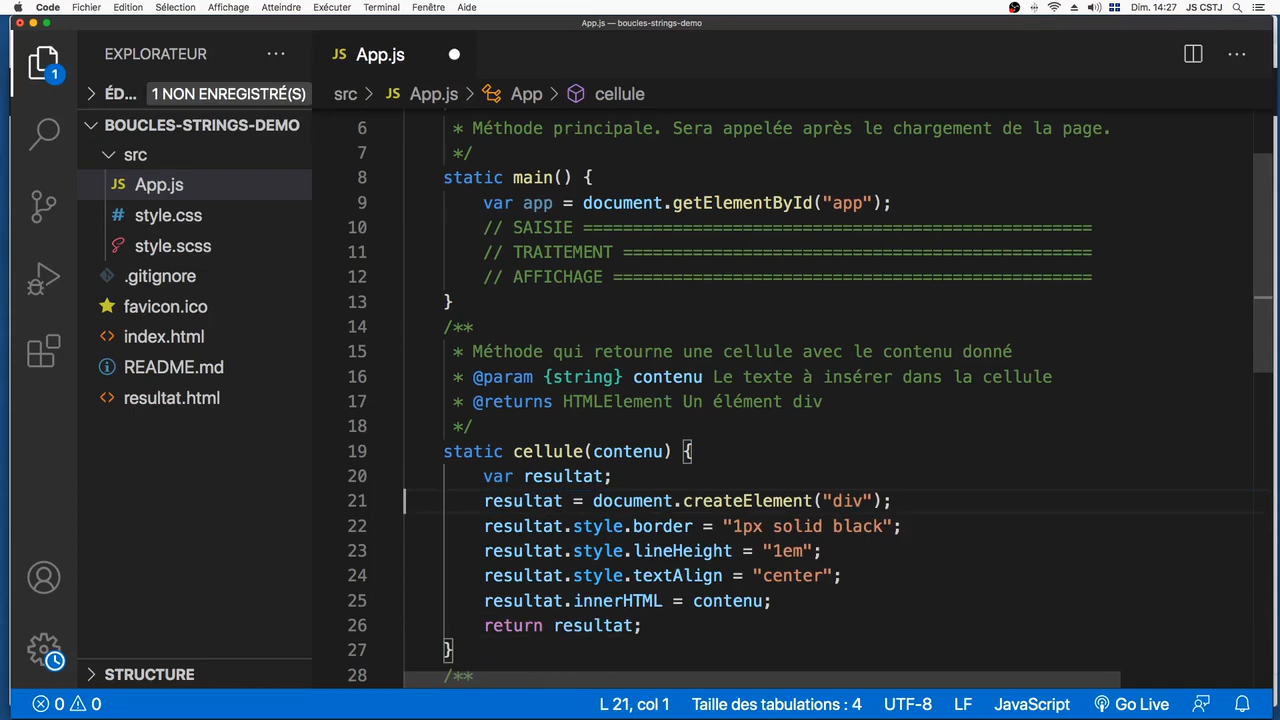 Code Fichier Edition Sélection Affichage Atteindre Exécuter Terminal Fenêtre Aide Dim. 14:27 JS CSTJ
App.js — boucles-strings-demo
EXPLORATEUR ···
ÉD... 1 NON ENREGISTRÉ(S)
BOUCLES-STRINGS-DEMO
src
JS App.js
# style.css
style.scss
.gitignore
favicon.ico
index.html
README.md
resultat.html
STRUCTURE
1
JS App.js
src > JS App.js > App > cellule
6 * Méthode principale. Sera appelée après le chargement de la page.
7 */
8 static main() {
9 var app = document.getElementById("app");
10 // SAISIE ===================================================
11 // TRAITEMENT ===============================================
12 // AFFICHAGE ================================================
13 }
14 /**
15 * Méthode qui retourne une cellule avec le contenu donné
16 * @param {string} contenu Le texte à insérer dans la cellule
17 * @returns HTMLElement Un élément div
18 */
19 static cellule(contenu) {
20 var resultat;
21 resultat = document.createElement("div");
22 resultat.style.border = "1px solid black";
23 resultat.style.lineHeight = "1em";
24 resultat.style.textAlign = "center";
25 resultat.innerHTML = contenu;
26 return resultat;
27 }
28 /**
0 0 L 21, col 1 Taille des tabulations : 4 UTF-8 LF JavaScript Go Live